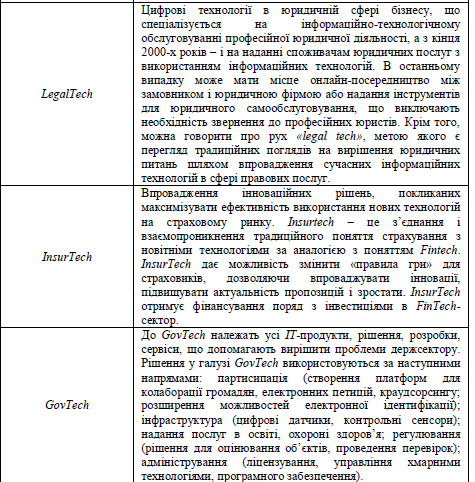 LegalTech
Цифрові технології в юридичній сфері бізнесу, що
спеціалізується на інформаційно-технологічному
обслуговуванні професійної юридичної діяльності, а з кінця
2000-х років – і на наданні споживачам юридичних послуг з
використанням інформаційних технологій. В останньому
випадку може мати місце онлайн-посередництво між
замовником і юридичною фірмою або надання інструментів
для юридичного самообслуговування, що виключають
необхідність звернення до професійних юристів. Крім того,
можна говорити про рух «legal tech», метою якого є
перегляд традиційних поглядів на вирішення юридичних
питань шляхом впровадження сучасних інформаційних
технологій в сфері правових послуг.
InsurTech
Впровадження інноваційних рішень, покликаних
максимізувати ефективність використання нових технологій
на страховому ринку. Insurtech – це з’єднання і
взаємопроникнення традиційного поняття страхування з
новітніми технологіями за аналогією з поняттям Fintech.
InsurTech дає можливість змінити «правила гри» для
страховиків, дозволяючи впроваджувати інновації,
підвищувати актуальність пропозицій і зростати. InsurTech
отримує фінансування поряд з інвестиціями в FinTech-
сектор.
GovTech
До GovTech належать усі IT-продукти, рішення, розробки,
сервіси, що допомагають вирішити проблеми держсектору.
Рішення у галузі GovTech використовуються за наступними
напрямами: партисипація (створення платформ для
колаборації громадян, електронних петицій, краудсорсингу;
розширення можливостей електронної ідентифікації);
інфраструктура (цифрові датчики, контрольні сенсори);
надання послуг в освіті, охороні здоров’я; регулювання
(рішення для оцінювання об’єктів, проведення перевірок);
адміністрування (ліцензування, управління хмарними
технологіями, програмного забезпечення).